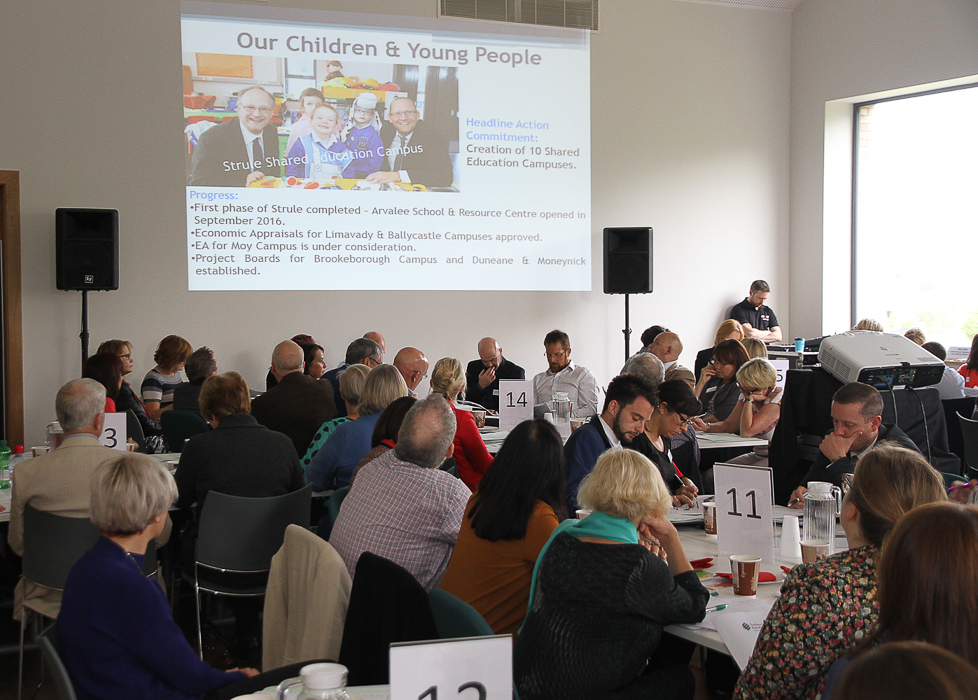 Our Children & Young People
Strule Shared Education Campus
Headline Action
Commitment:
Creation of 10 Shared
Education Campuses.
Progress:
•First phase of Strule completed - Arvalee School & Resource Centre opened in
September 2016.
•Economic Appraisals for Limavady & Ballycastle Campuses approved.
•EA for Moy Campus is under consideration.
•Project Boards for Brookeborough Campus and Duneane & Moneynick
established.
14
3
11
12